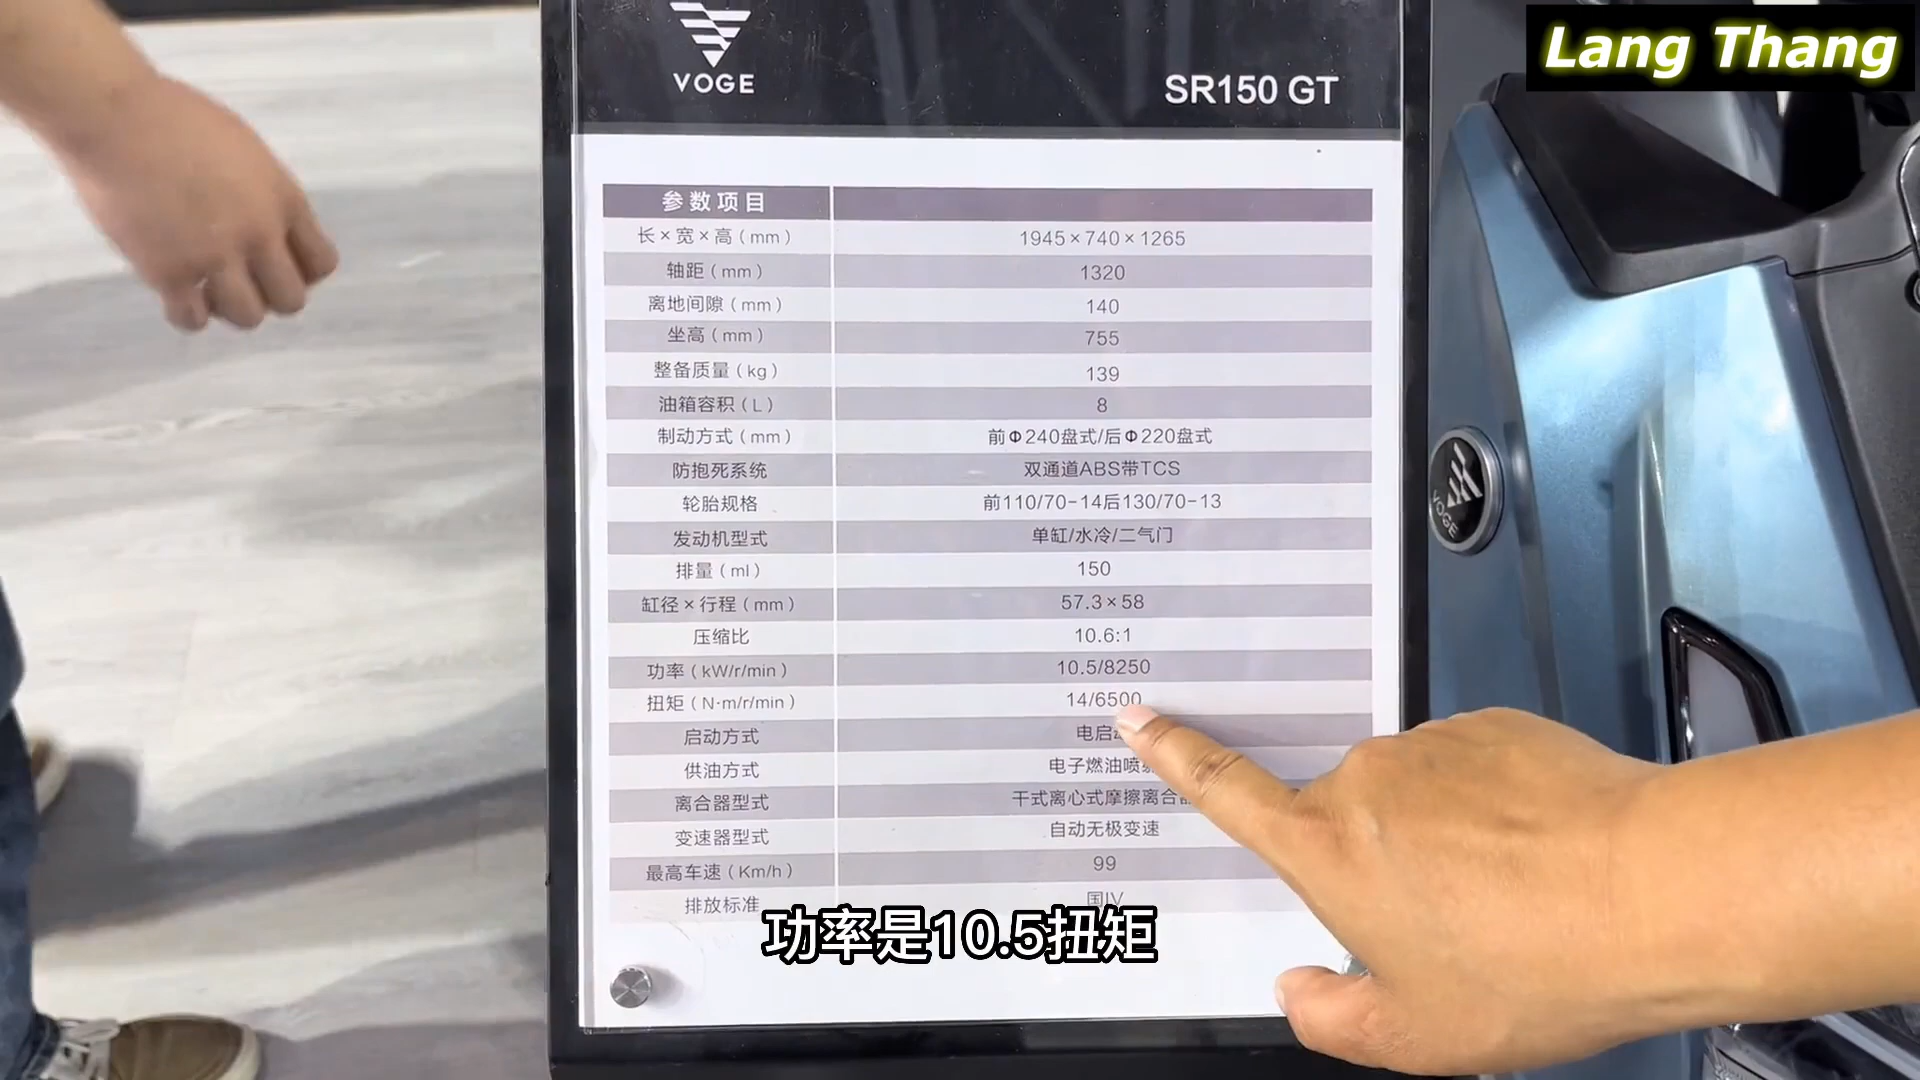 Lang Thang
VOGE
SR150 GT
参数项目
长×宽×高（mm） 1945×740×1265
轴距（mm） 1320
离地间隙（mm） 140
坐高（mm） 755
整备质量（kg） 139
油箱容积（L） 8
制动方式（mm） 前Φ240盘式/后Φ220盘式
防抱死系统 双通道ABS带TCS
轮胎规格 前110/70-14后130/70-13
发动机型式 单缸/水冷/二气门
排量（ml） 150
缸径×行程（mm） 57.3×58
压缩比 10.6:1
功率（kW/r/min） 10.5/8250
扭矩（N·m/r/min） 14/6500
启动方式 电启
供油方式 电子燃油喷
离合器型式 干式离心式摩擦离合
变速器型式 自动无极变速
最高车速（Km/h） 99
排放标准 国IV
功率是10.5扭矩
VOGE